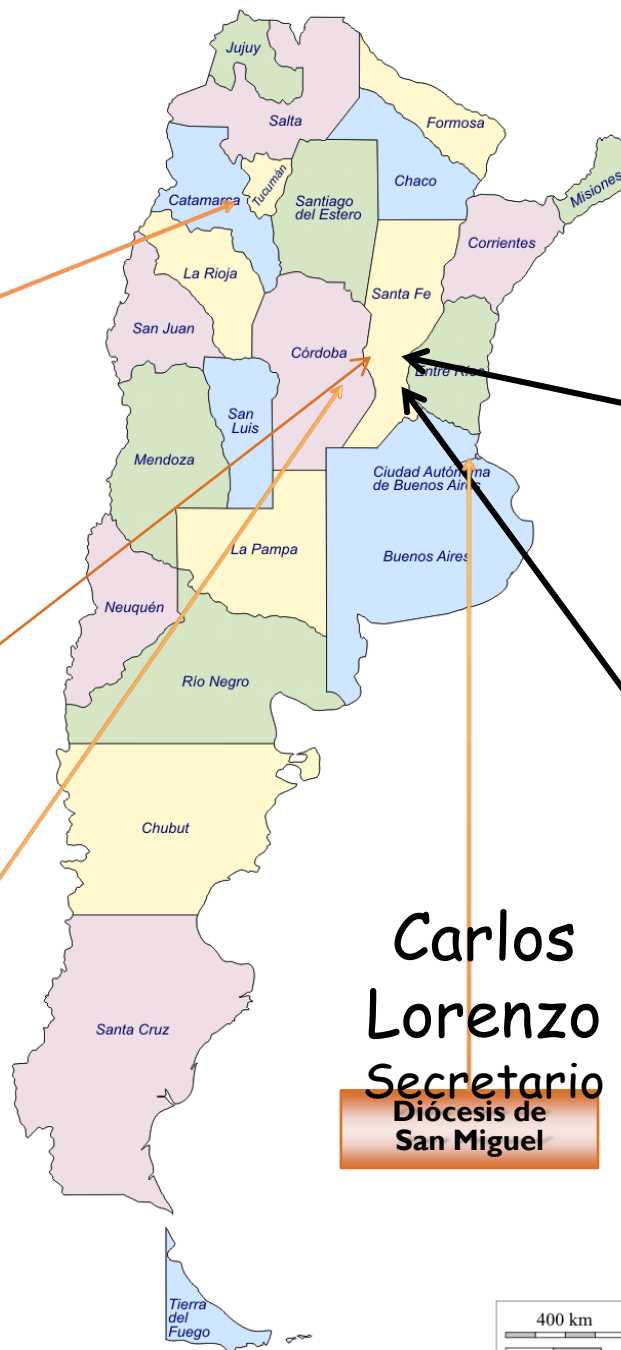 Jujuy
Salta
Formosa
Chaco
Misiones
Catamarca
Tucumán
Santiago
del Estero
Corrientes
La Rioja
Santa Fe
San Juan
Córdoba
Entre Ríos
San
Luis
Mendoza
Ciudad Autónoma
de Buenos Aires
La Pampa
Buenos Aires
Neuquén
Río Negro
Chubut
Carlos
Lorenzo
Secretario
Diócesis de
San Miguel
Santa Cruz
Tierra
del
Fuego
400 km